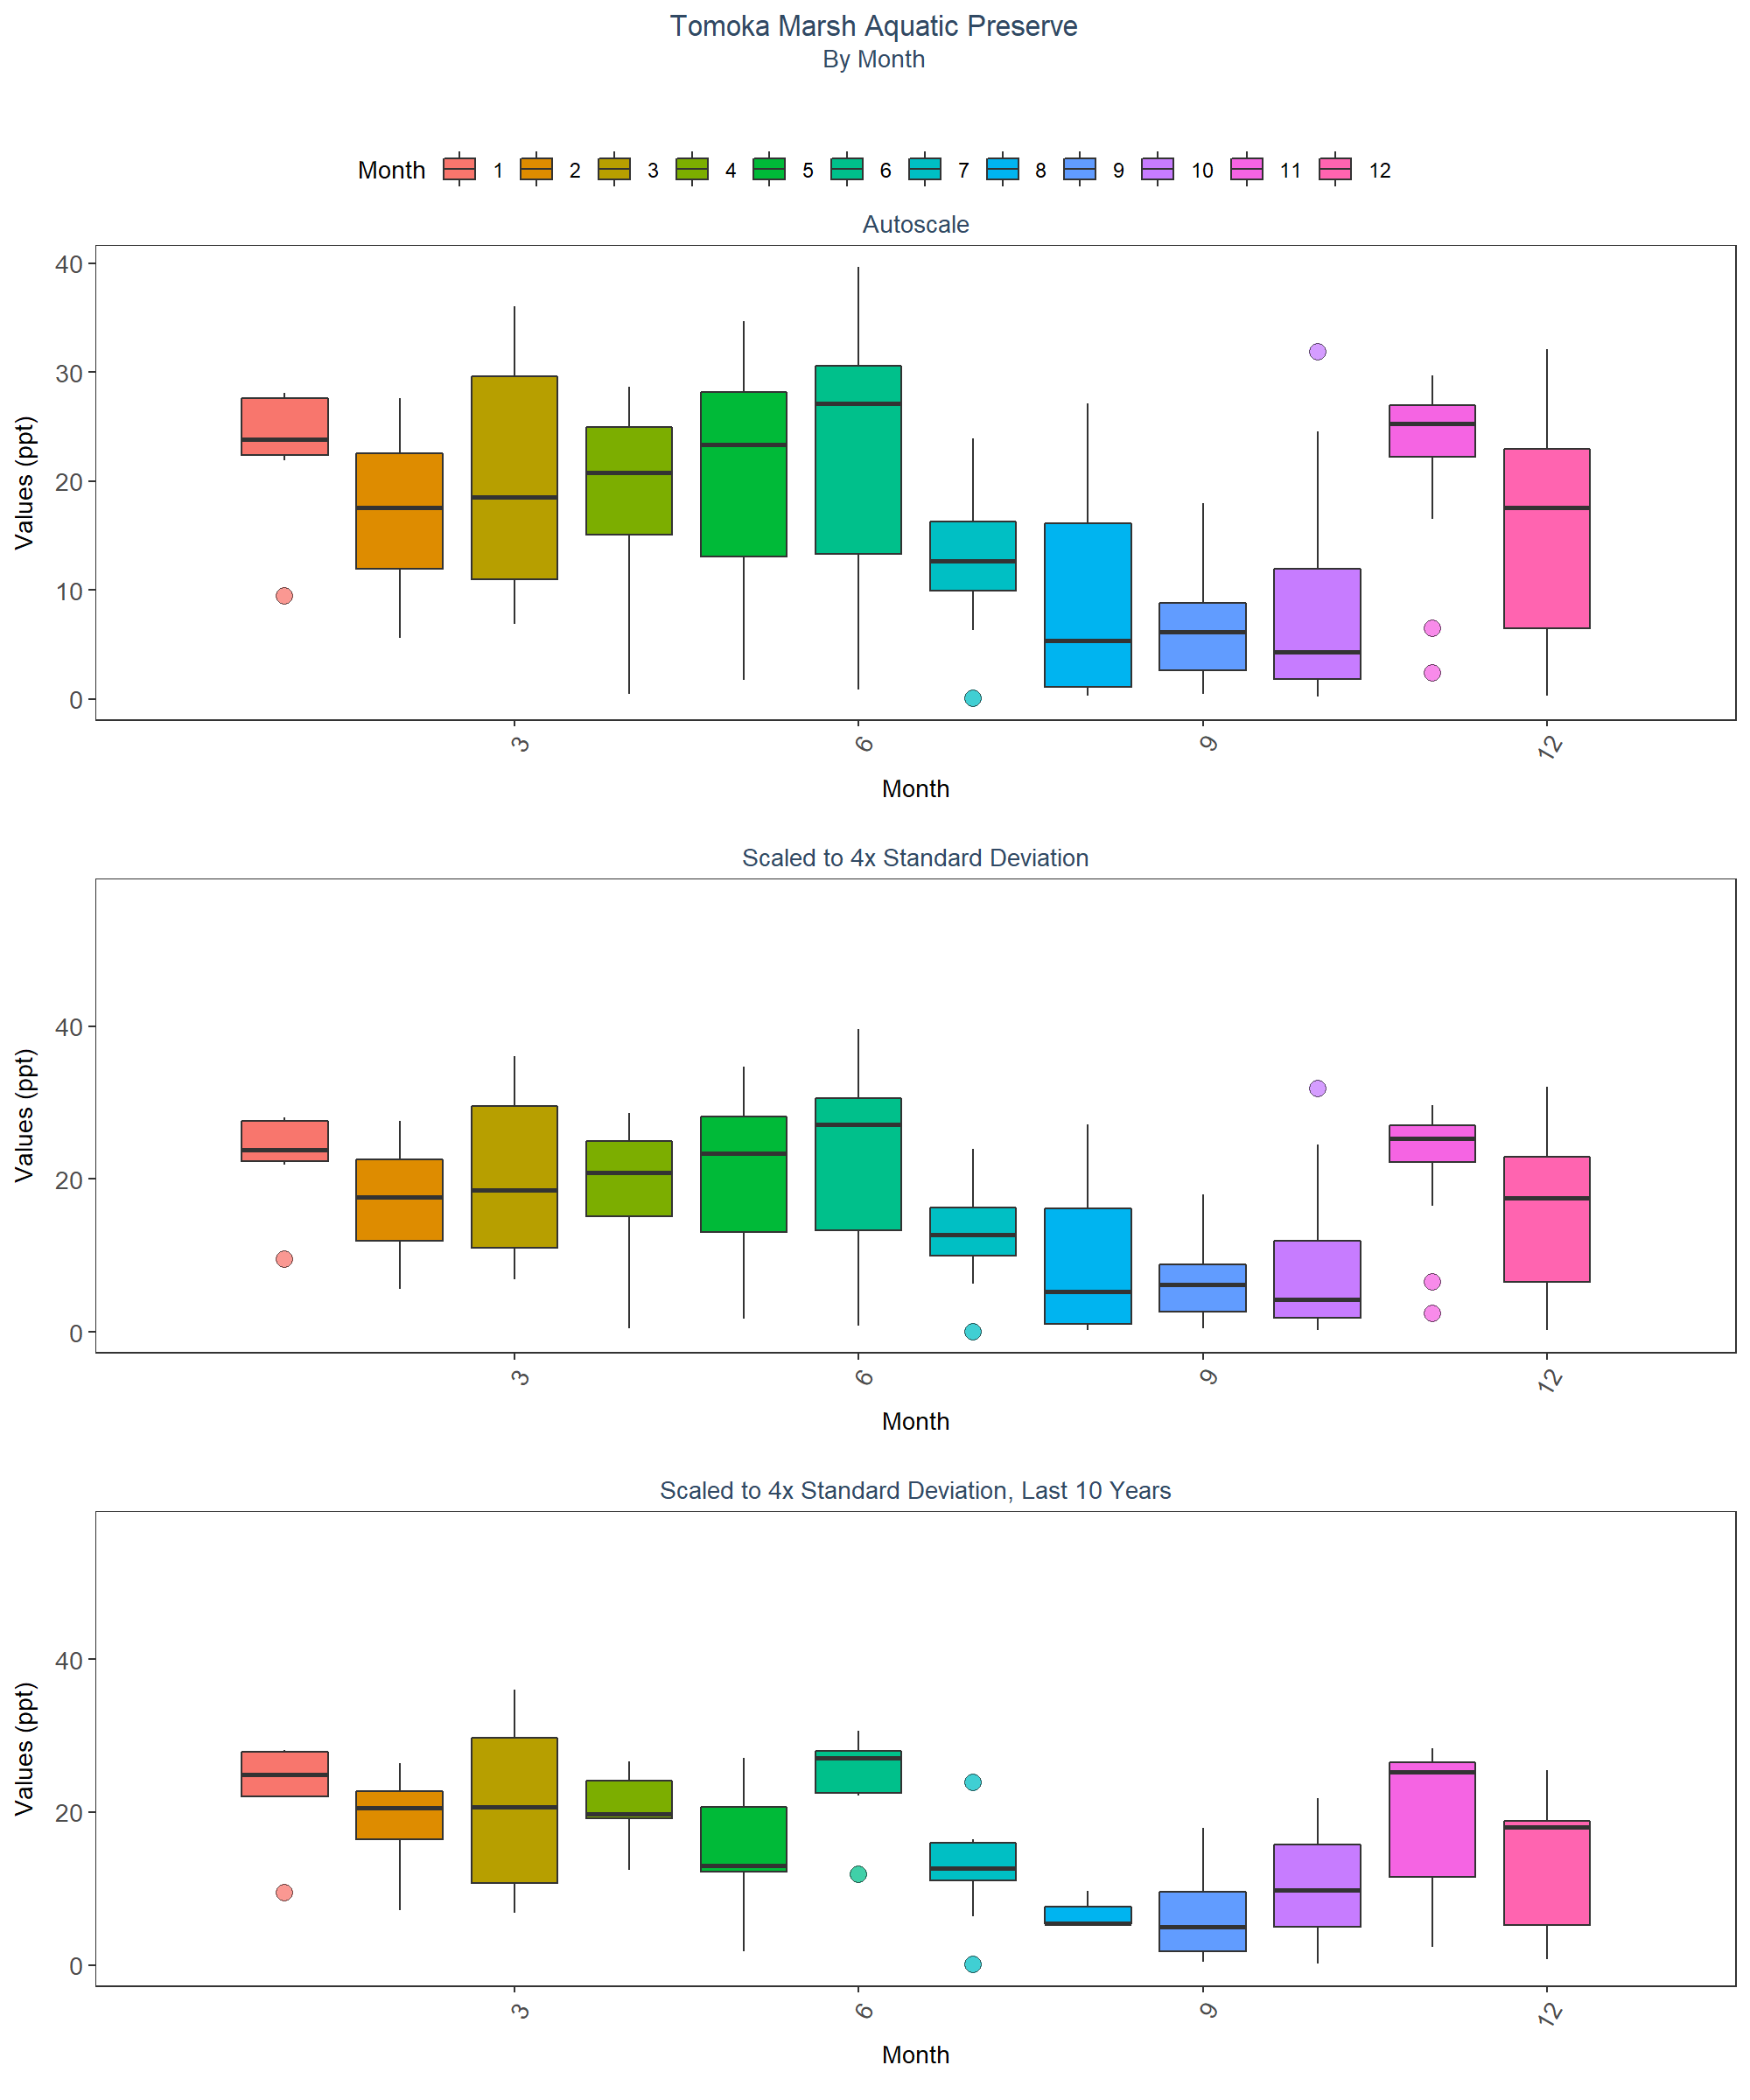 Tomoka Marsh Aquatic Preserve
By Month
Month 1 2 3 4 5 6 7 8 9 10 11 12
Autoscale
Values (ppt)
40
30
20
10
0
3 6 9 12
Month
Scaled to 4x Standard Deviation
Values (ppt)
40
20
0
3 6 9 12
Month
Scaled to 4x Standard Deviation, Last 10 Years
Values (ppt)
40
20
0
3 6 9 12
Month